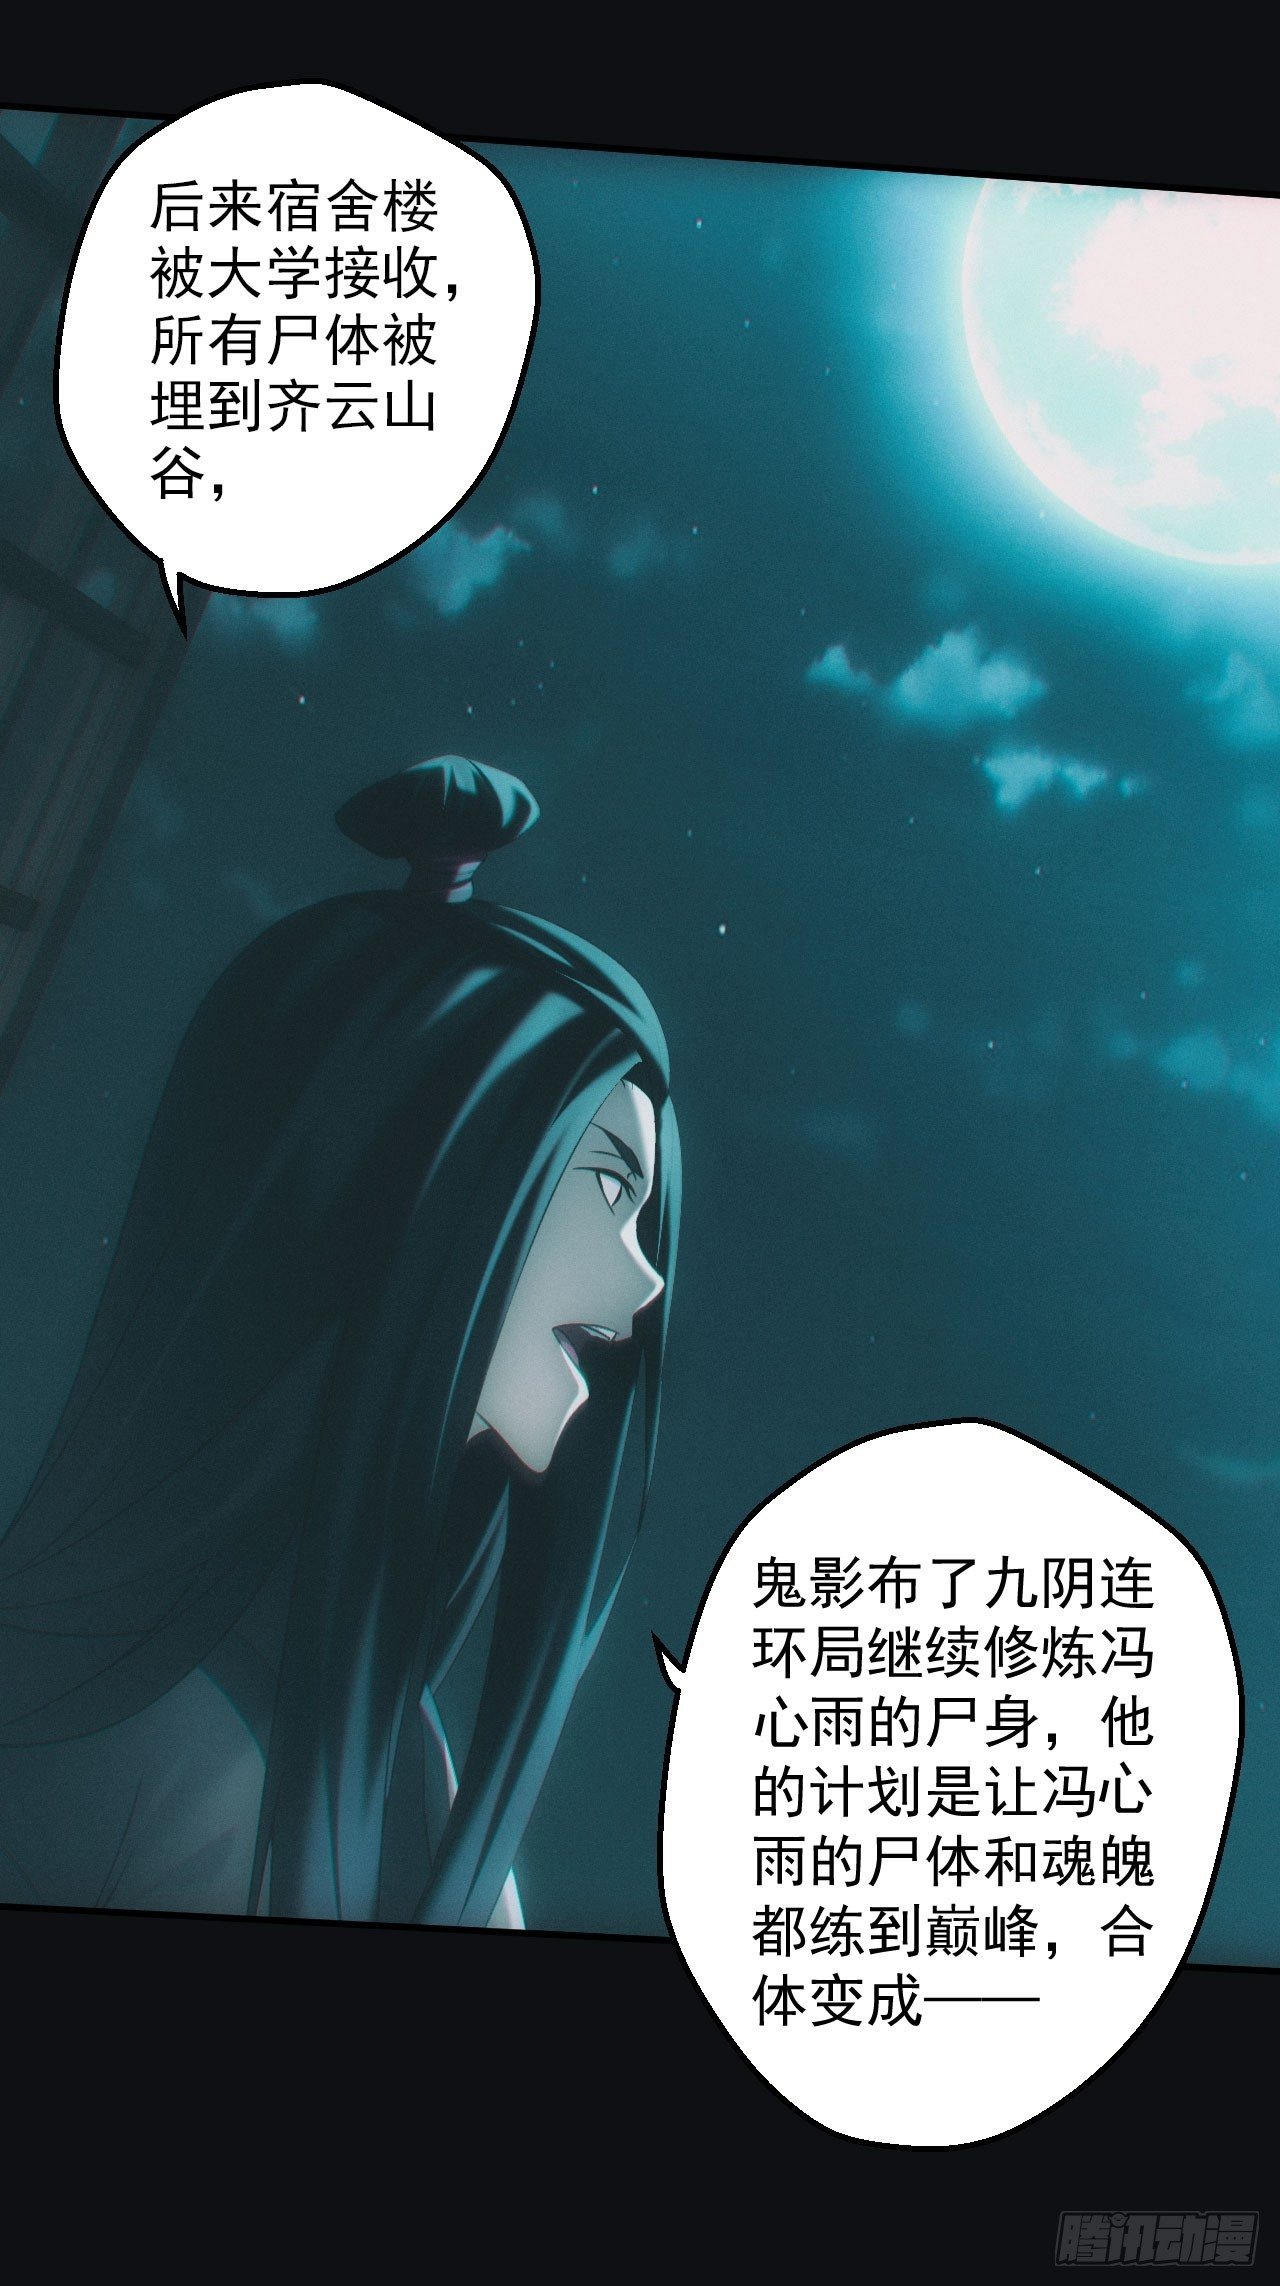 后来宿舍楼
被大学接收，
所有尸体被
埋到齐云山
谷，
鬼影布了九阴连
环局继续修炼冯
心雨的尸身，他
的计划是让冯心
雨的尸体和魂魄
都练到巅峰，合
体变成——
腾讯动漫